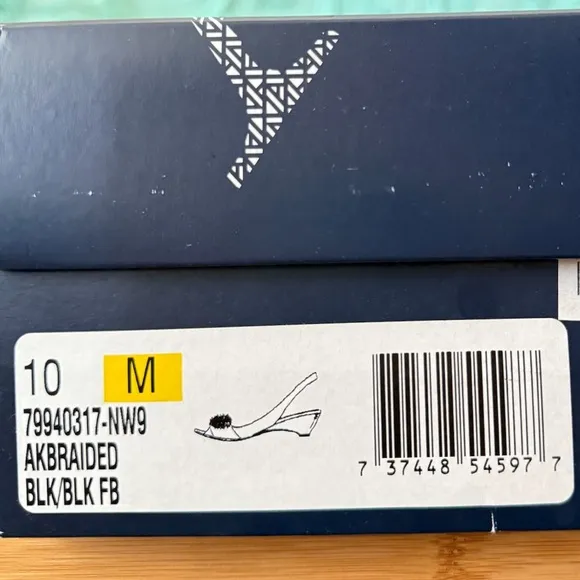 10 M
79940317-NW9
AKBRAIDED
BLK/BLK FB
7 37448 54597 7